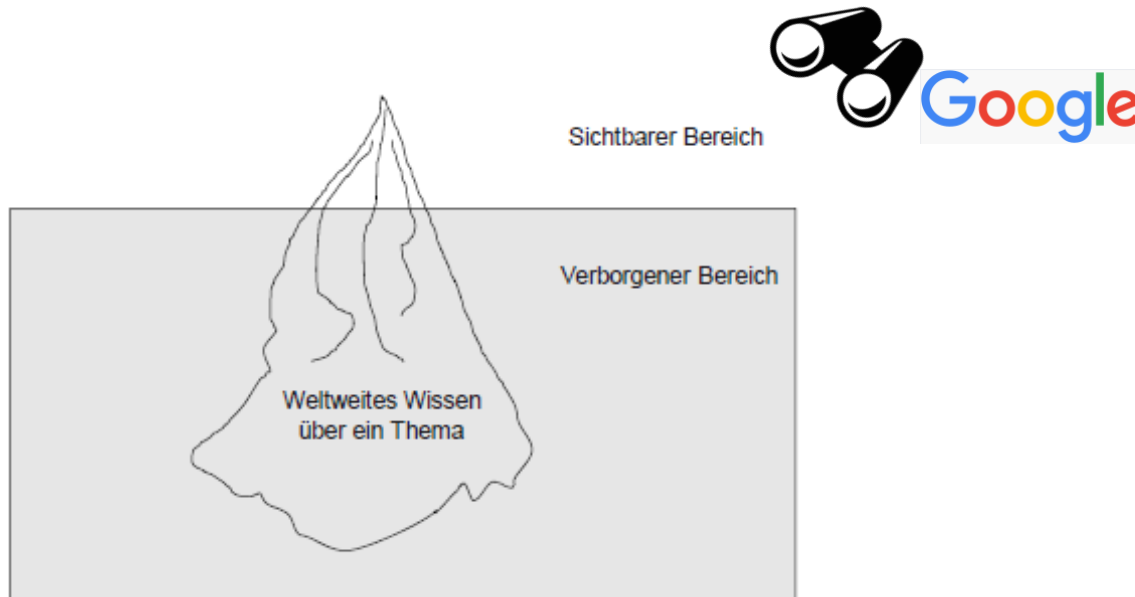 Google
Sichtbarer Bereich
Verborgener Bereich
Weltweites Wissen
über ein Thema